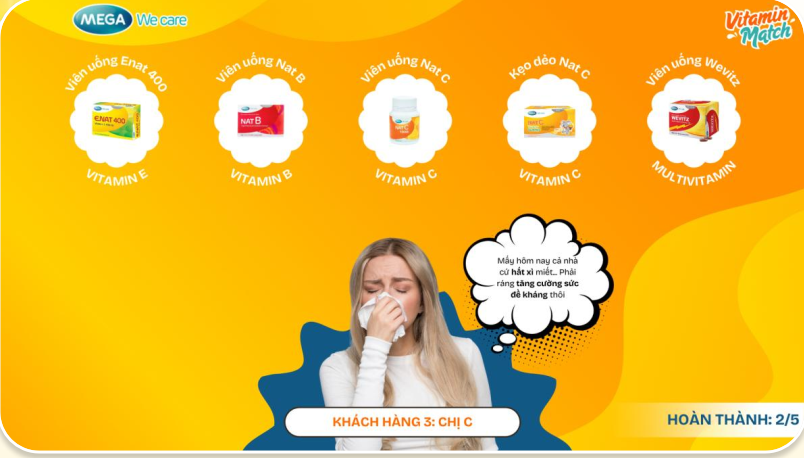 MEGA We care
Vitamin
Match
Viên uống Enat 400
Viên uống Nat B
Viên uống Nat C
Kẹo dẻo Nat C
Viên uống Wevitz
ENAT 400
NAT B
NAT C
WEVITZ
VITAMIN E
VITAMIN B
VITAMIN C
VITAMIN C
MULTIVITAMIN
Mấy hôm nay cả nhà
cứ hắt xì miết... Phải
ráng tăng cường sức
đề kháng thôi
KHÁCH HÀNG 3: CHỊ C
HOÀN THÀNH: 2/5